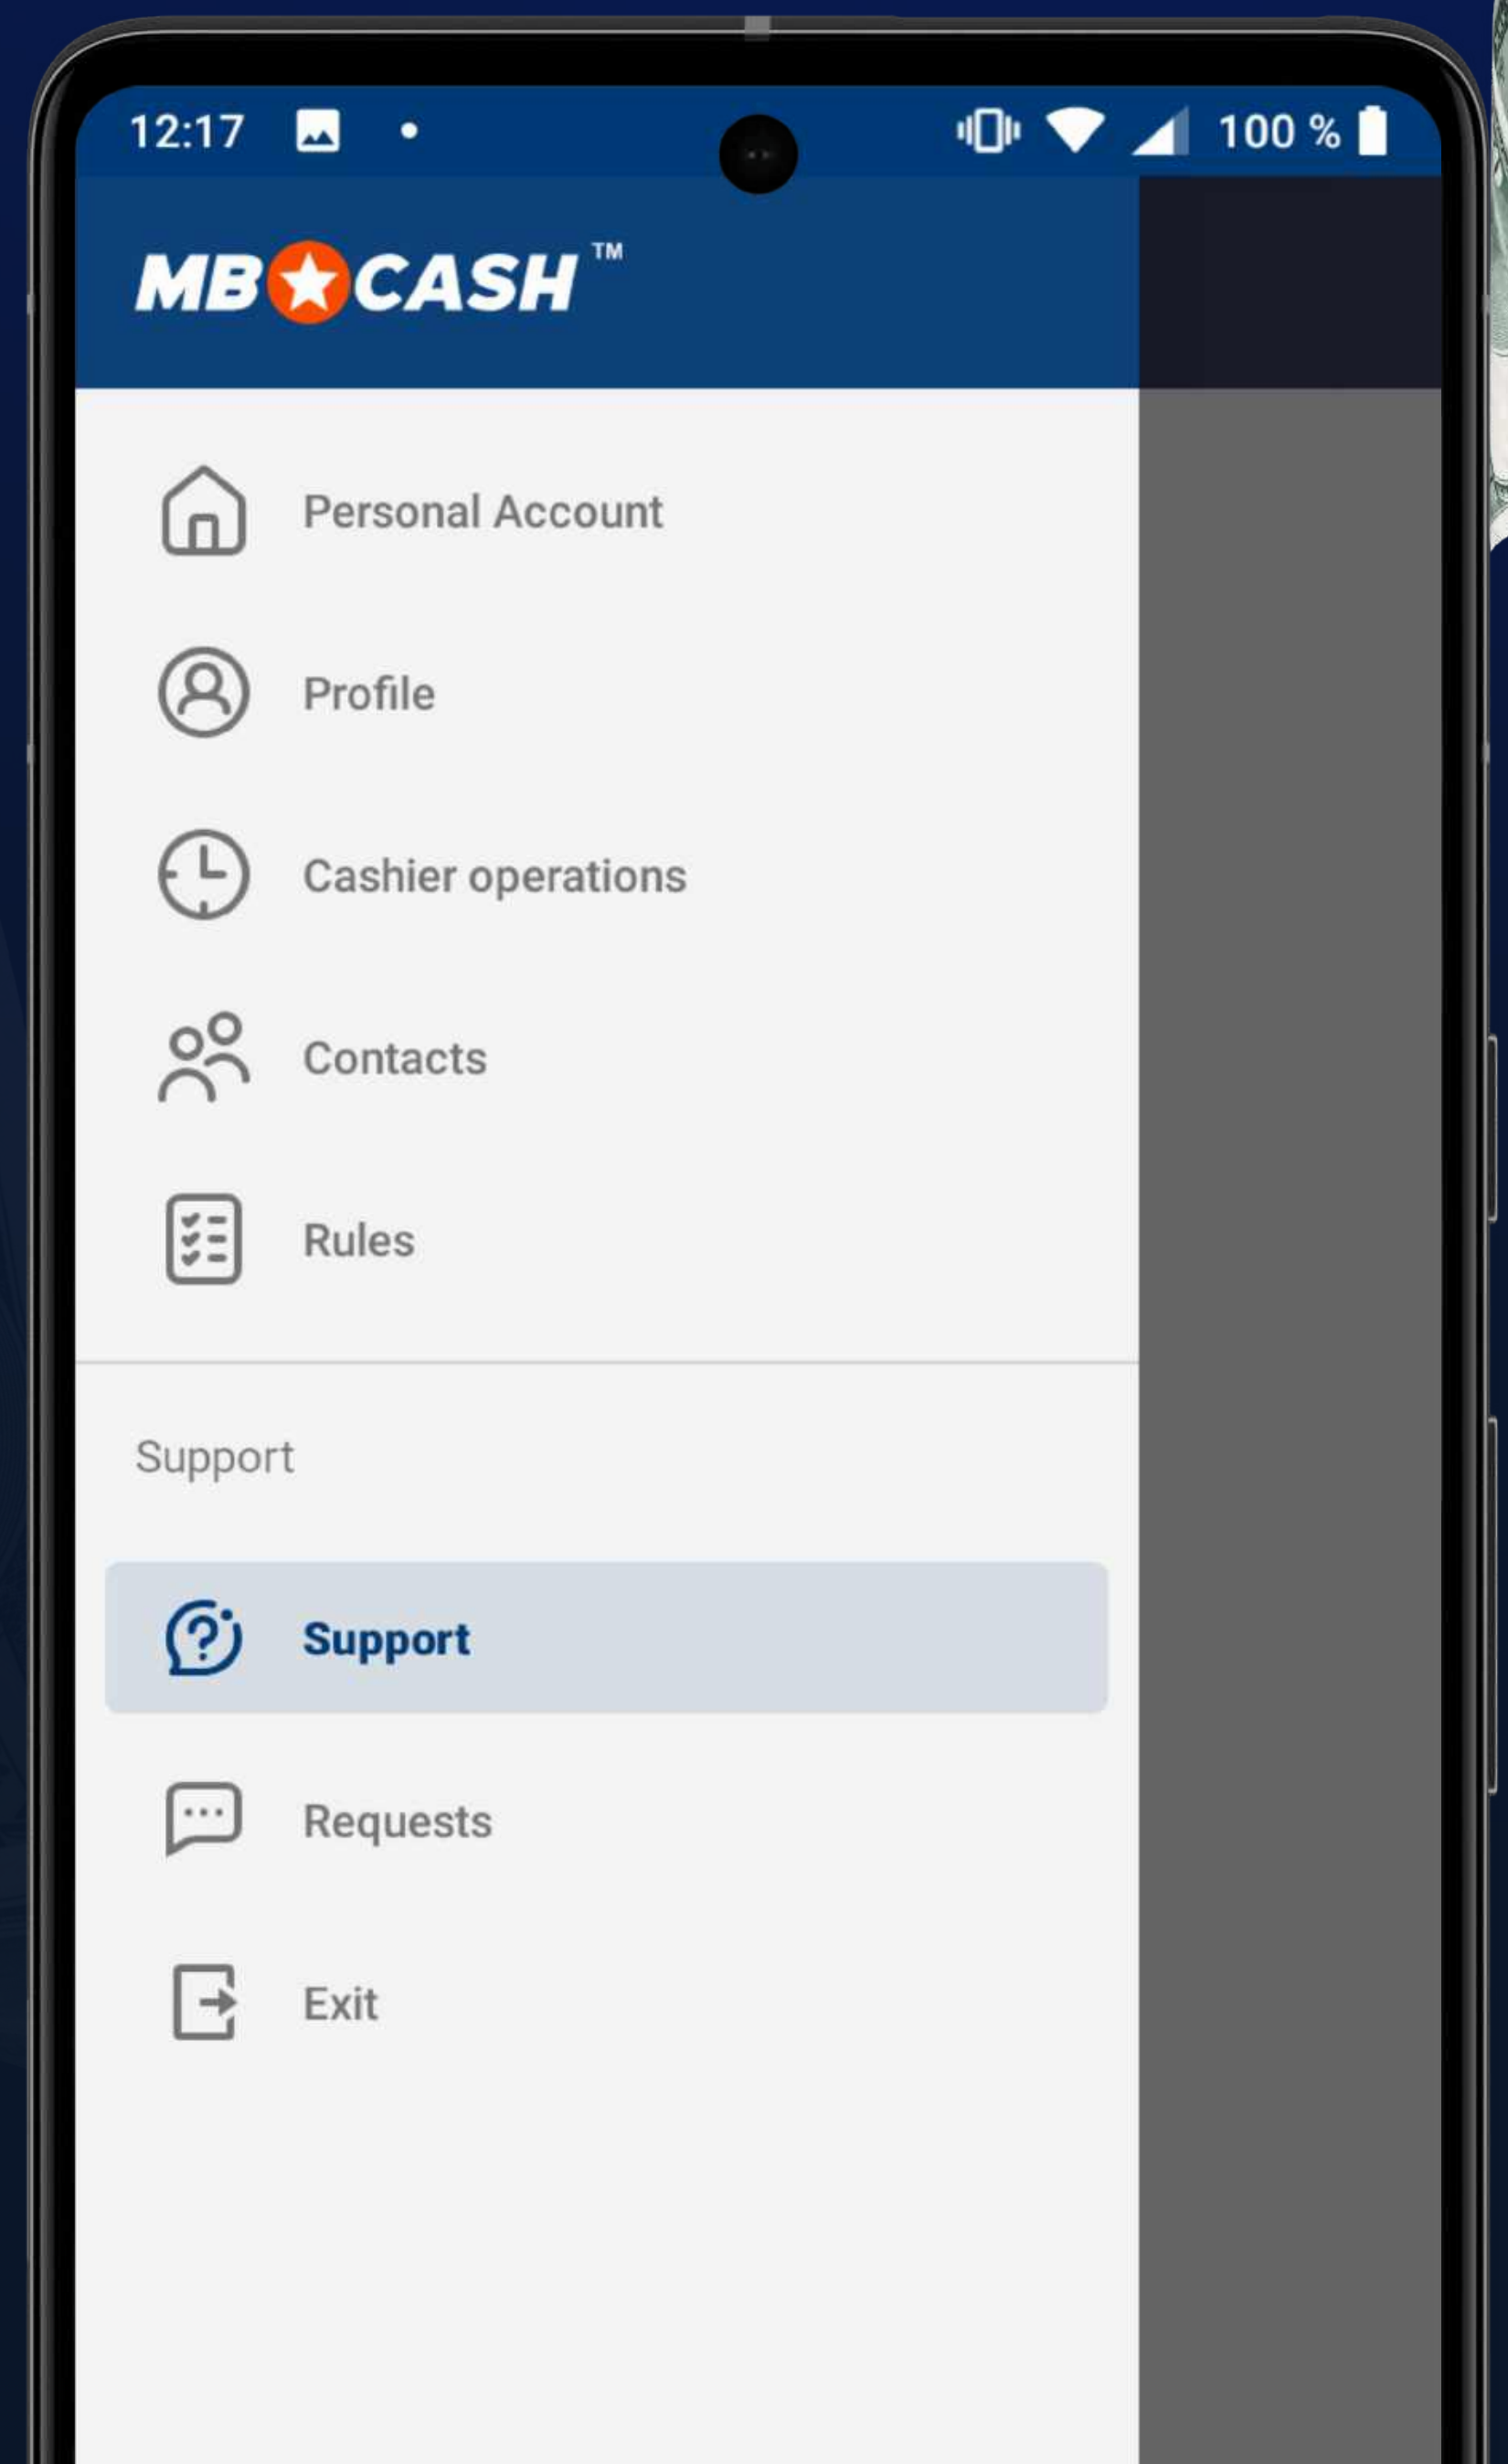 12:17 100 %
MB CASH™
Personal Account
Profile
Cashier operations
Contacts
Rules
Support
Support
Requests
Exit